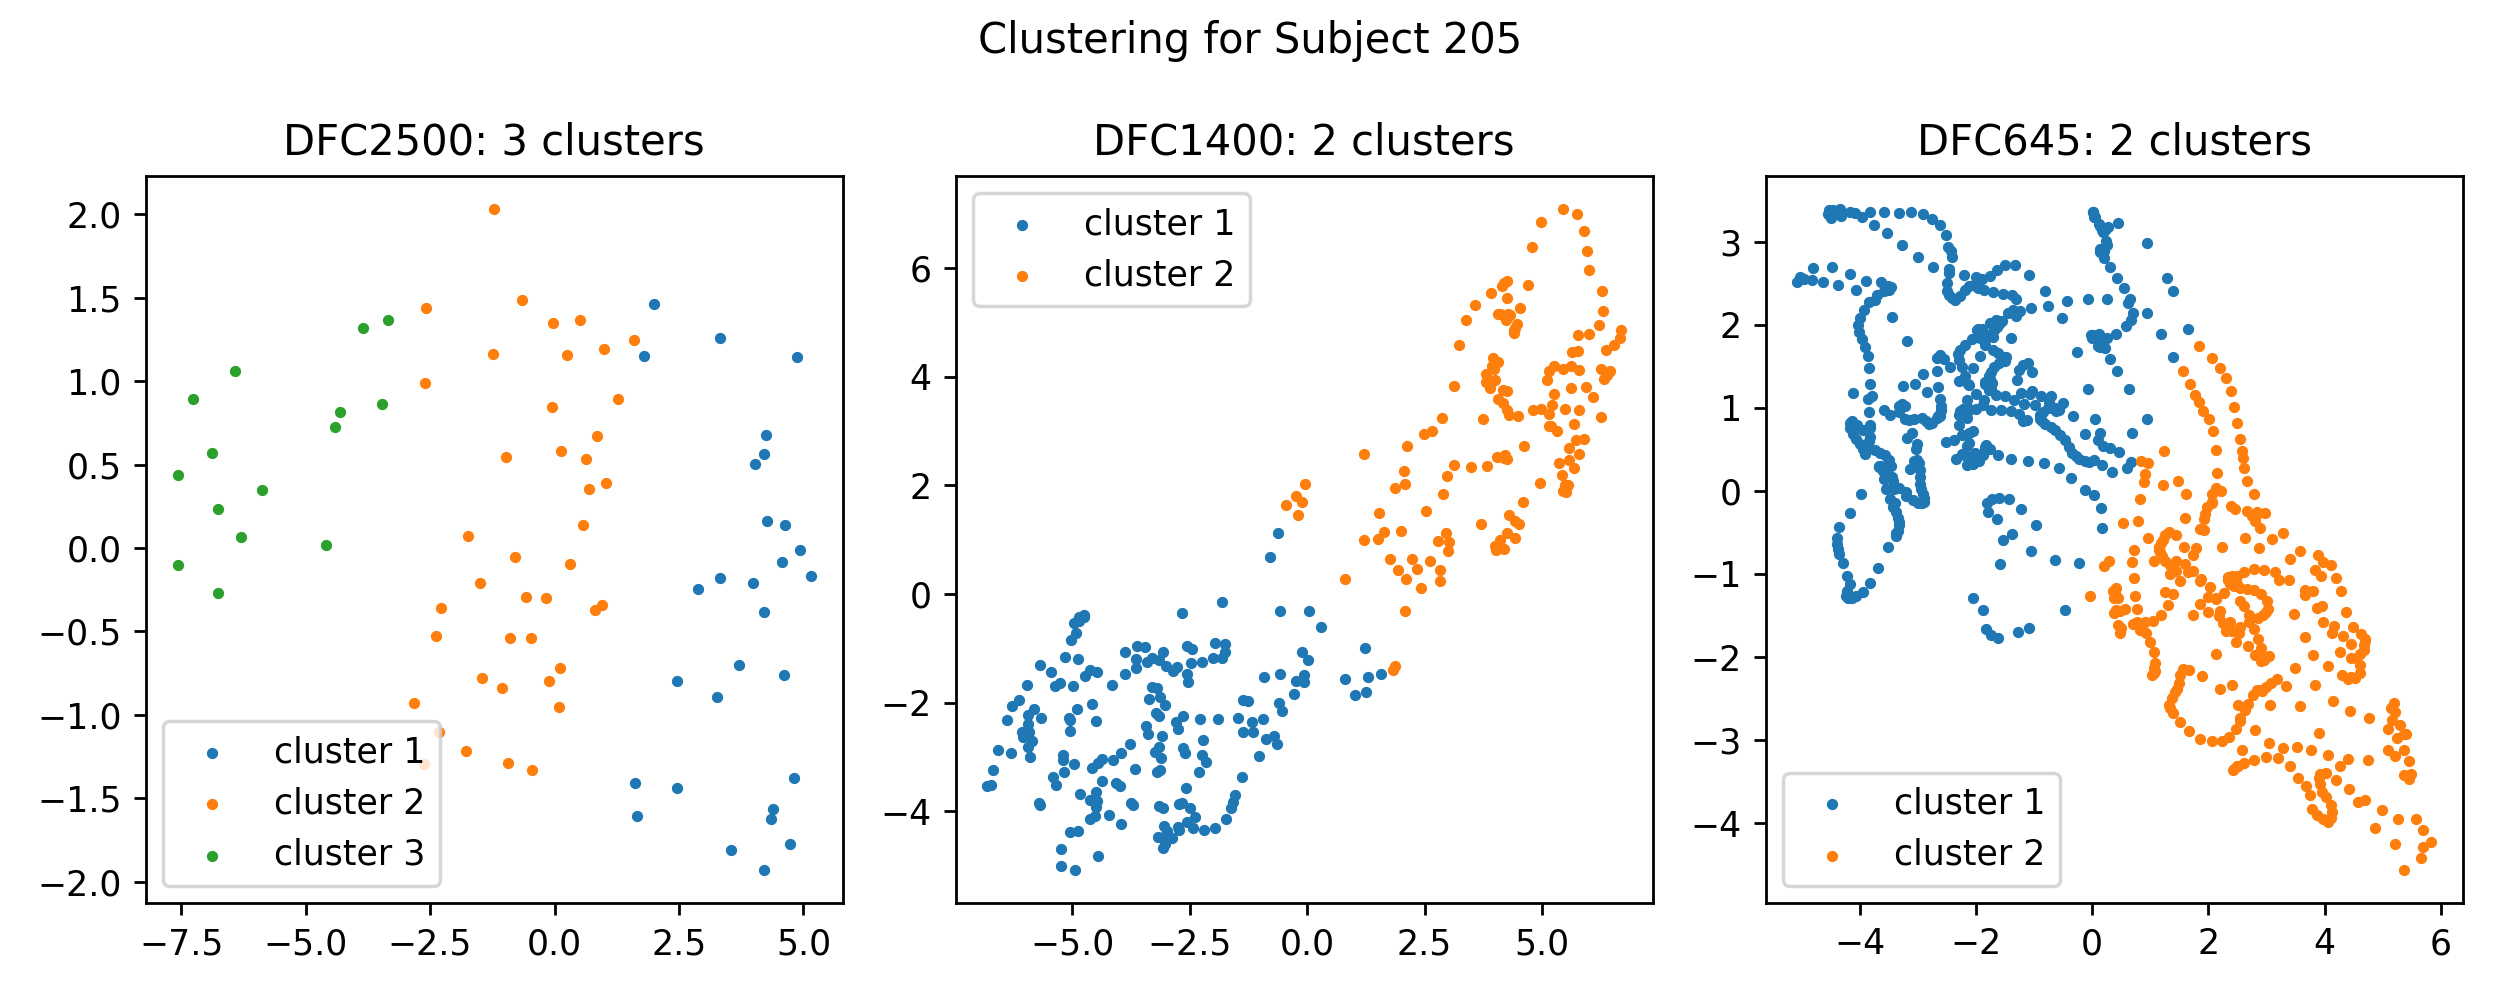 Clustering for Subject 205
DFC2500: 3 clusters
2.0
1.5
1.0
0.5
0.0
−0.5
−1.0
−1.5
−2.0
cluster 1
cluster 2
cluster 3
−7.5 −5.0 −2.5 0.0 2.5 5.0
DFC1400: 2 clusters
cluster 1
cluster 2
6
4
2
0
−2
−4
−5.0 −2.5 0.0 2.5 5.0
DFC645: 2 clusters
3
2
1
0
−1
−2
−3
−4
cluster 1
cluster 2
−4 −2 0 2 4 6